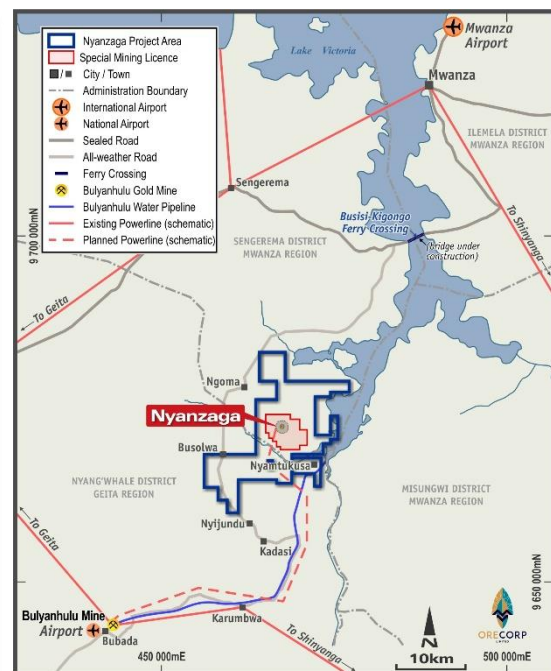 Nyanzaga Project Area
Special Mining Licence
City / Town
Administration Boundary
International Airport
National Airport
Sealed Road
All-weather Road
Ferry Crossing
Bulyanhulu Gold Mine
Bulyanhulu Water Pipeline
Existing Powerline (schematic)
Planned Powerline (schematic)
Lake Victoria
Mwanza
Airport
Mwanza
ILEMELA DISTRICT
MWANZA REGION
Sengerema
To Shinyanga
Busisi-Kigongo
Ferry Crossing
(bridge under
construction)
SENGEREMA DISTRICT
MWANZA REGION
9 700 000mN
To Geita
Ngoma
Nyanzaga
Busolwa
Nyamtukusa
NYANG'WHALE DISTRICT
GEITA REGION
MISUNGWI DISTRICT
MWANZA REGION
Nyijundu
Kadasi
To Geita
9 650 000mN
Bulyanhulu Mine
Airport
Bubada
Karumbwa
To Shinyanga
N
10km
ORECORP
LIMITED
450 000mE
500 000mE